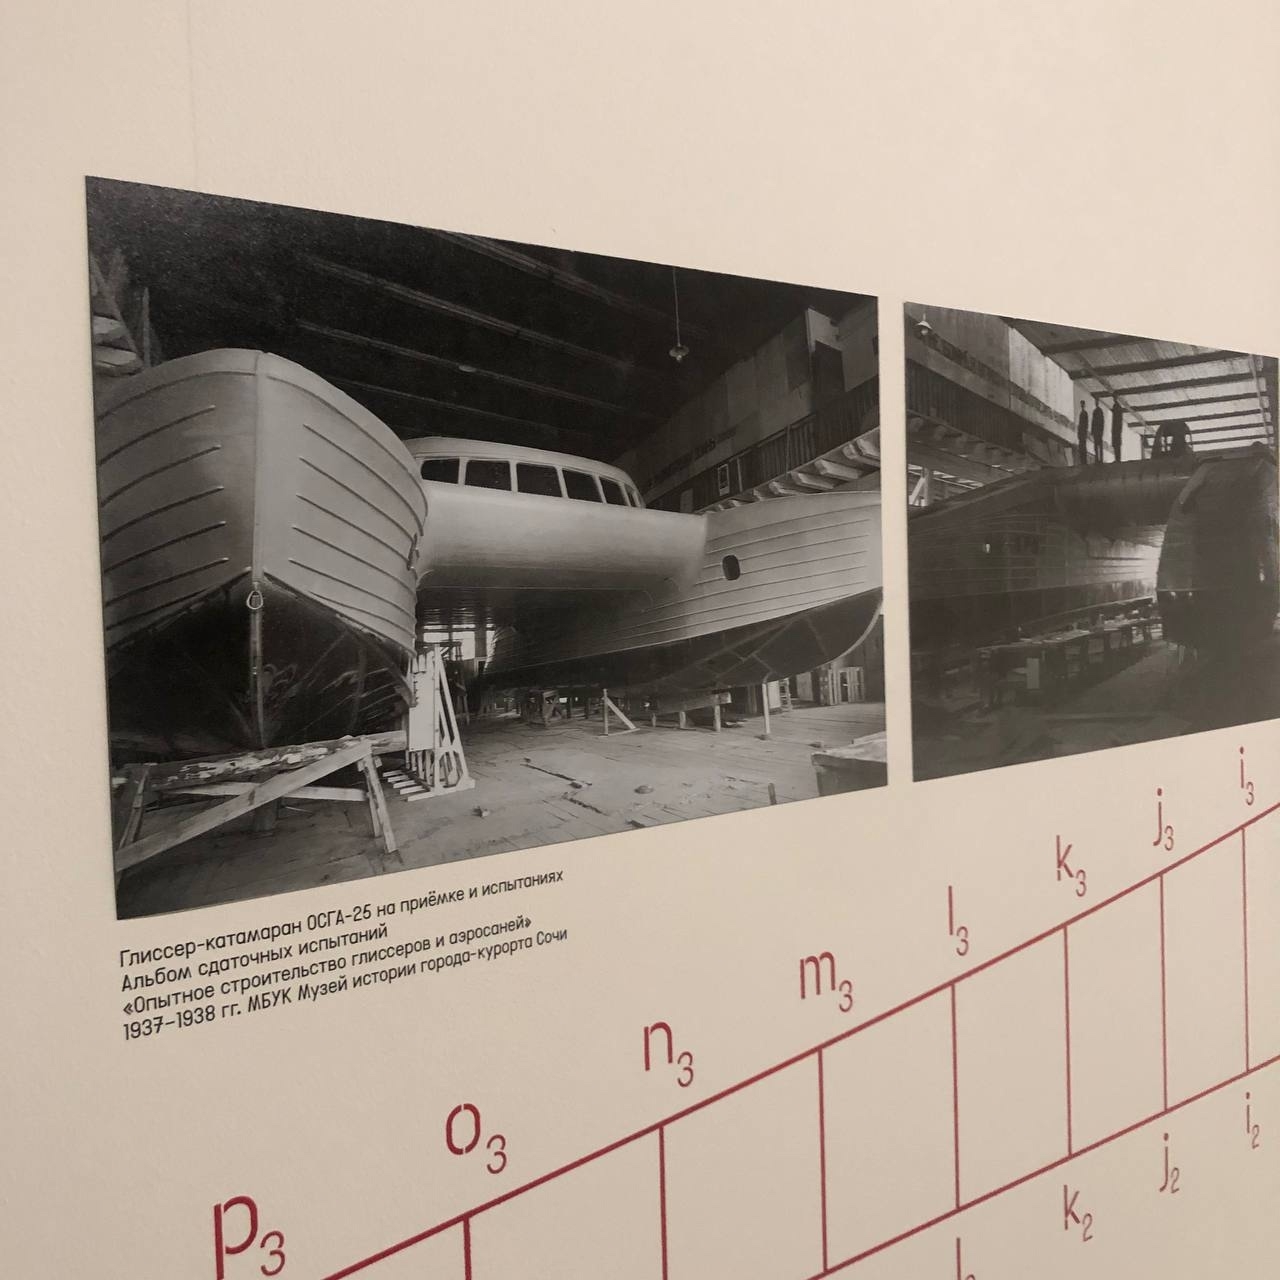 Глиссер-катамаран ОСГА-25 на приёмке и испытаниях
Альбом сдаточных испытаний
«Опытное строительство глиссеров и аэросаней»
1937–1938 гг. МБУК Музей истории города-курорта Сочи
i₃
j₃
k₃
l₃
m₃
n₃
o₃
p₃
i₂
j₂
k₂